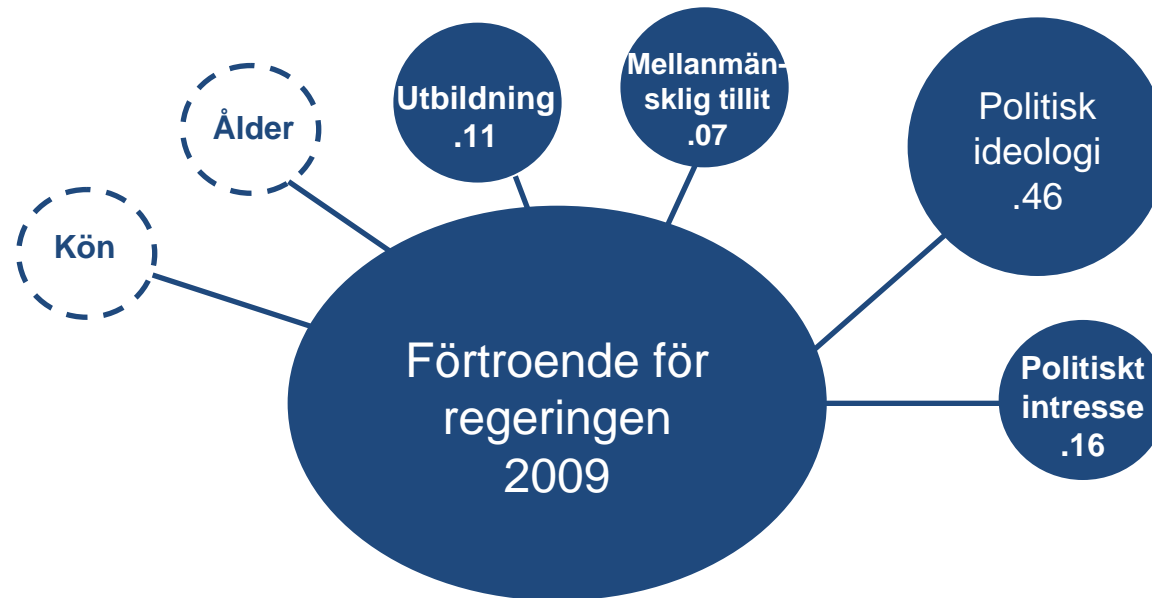 Kön
Ålder
Utbildning
.11
Mellanmän-
sklig tillit
.07
Politisk
ideologi
.46
Politiskt
intresse
.16
Förtroende för
regeringen
2009